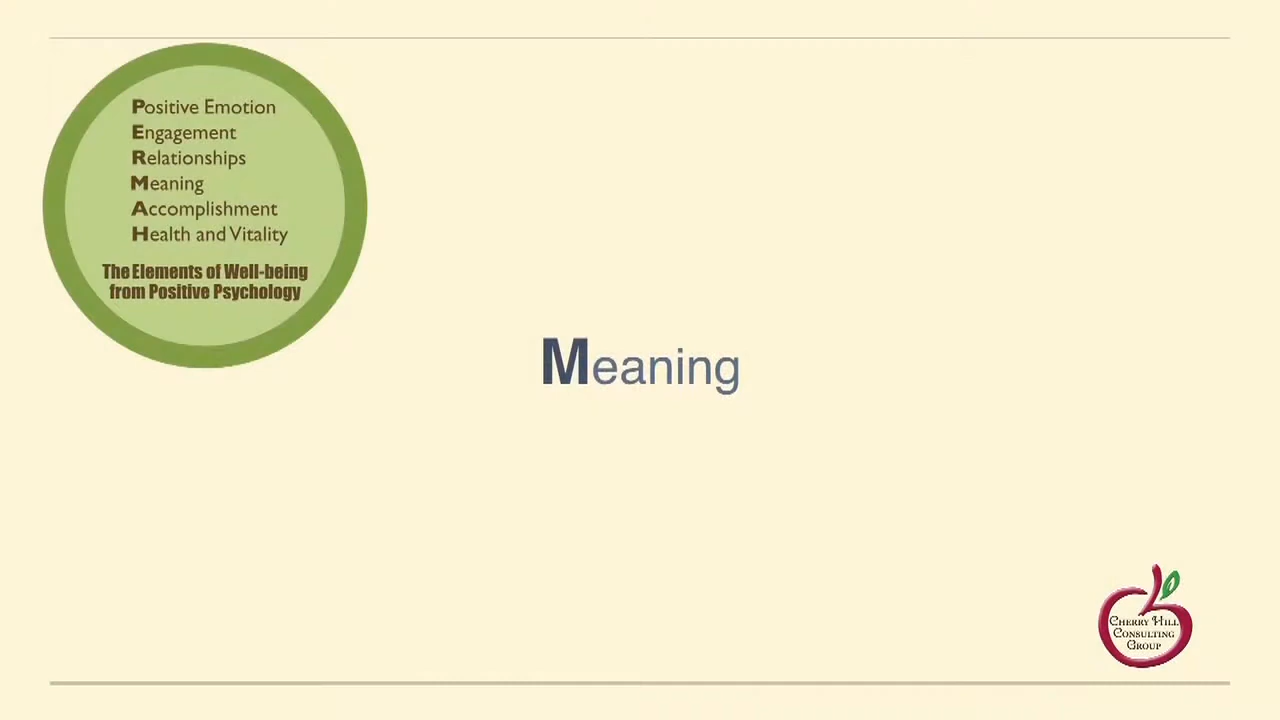 Positive Emotion
Engagement
Relationships
Meaning
Accomplishment
Health and Vitality
The Elements of Well-being
from Positive Psychology
Meaning
Cherry Hill
Consulting
Group